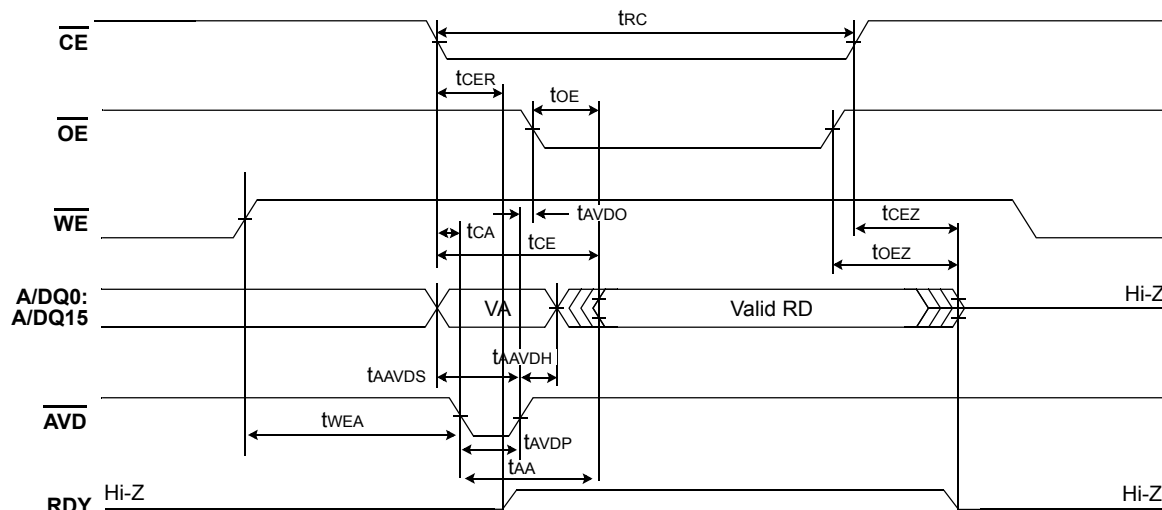 tRC
CE
tCER
tOE
OE
tAVDO
WE
tCA
tCE
tCEZ
tOEZ
A/DQ0:
A/DQ15
VA
Valid RD
Hi-Z
tAAVDH
tAAVDS
AVD
tWEA
tAVDP
tAA
Hi-Z
Hi-Z
RDY